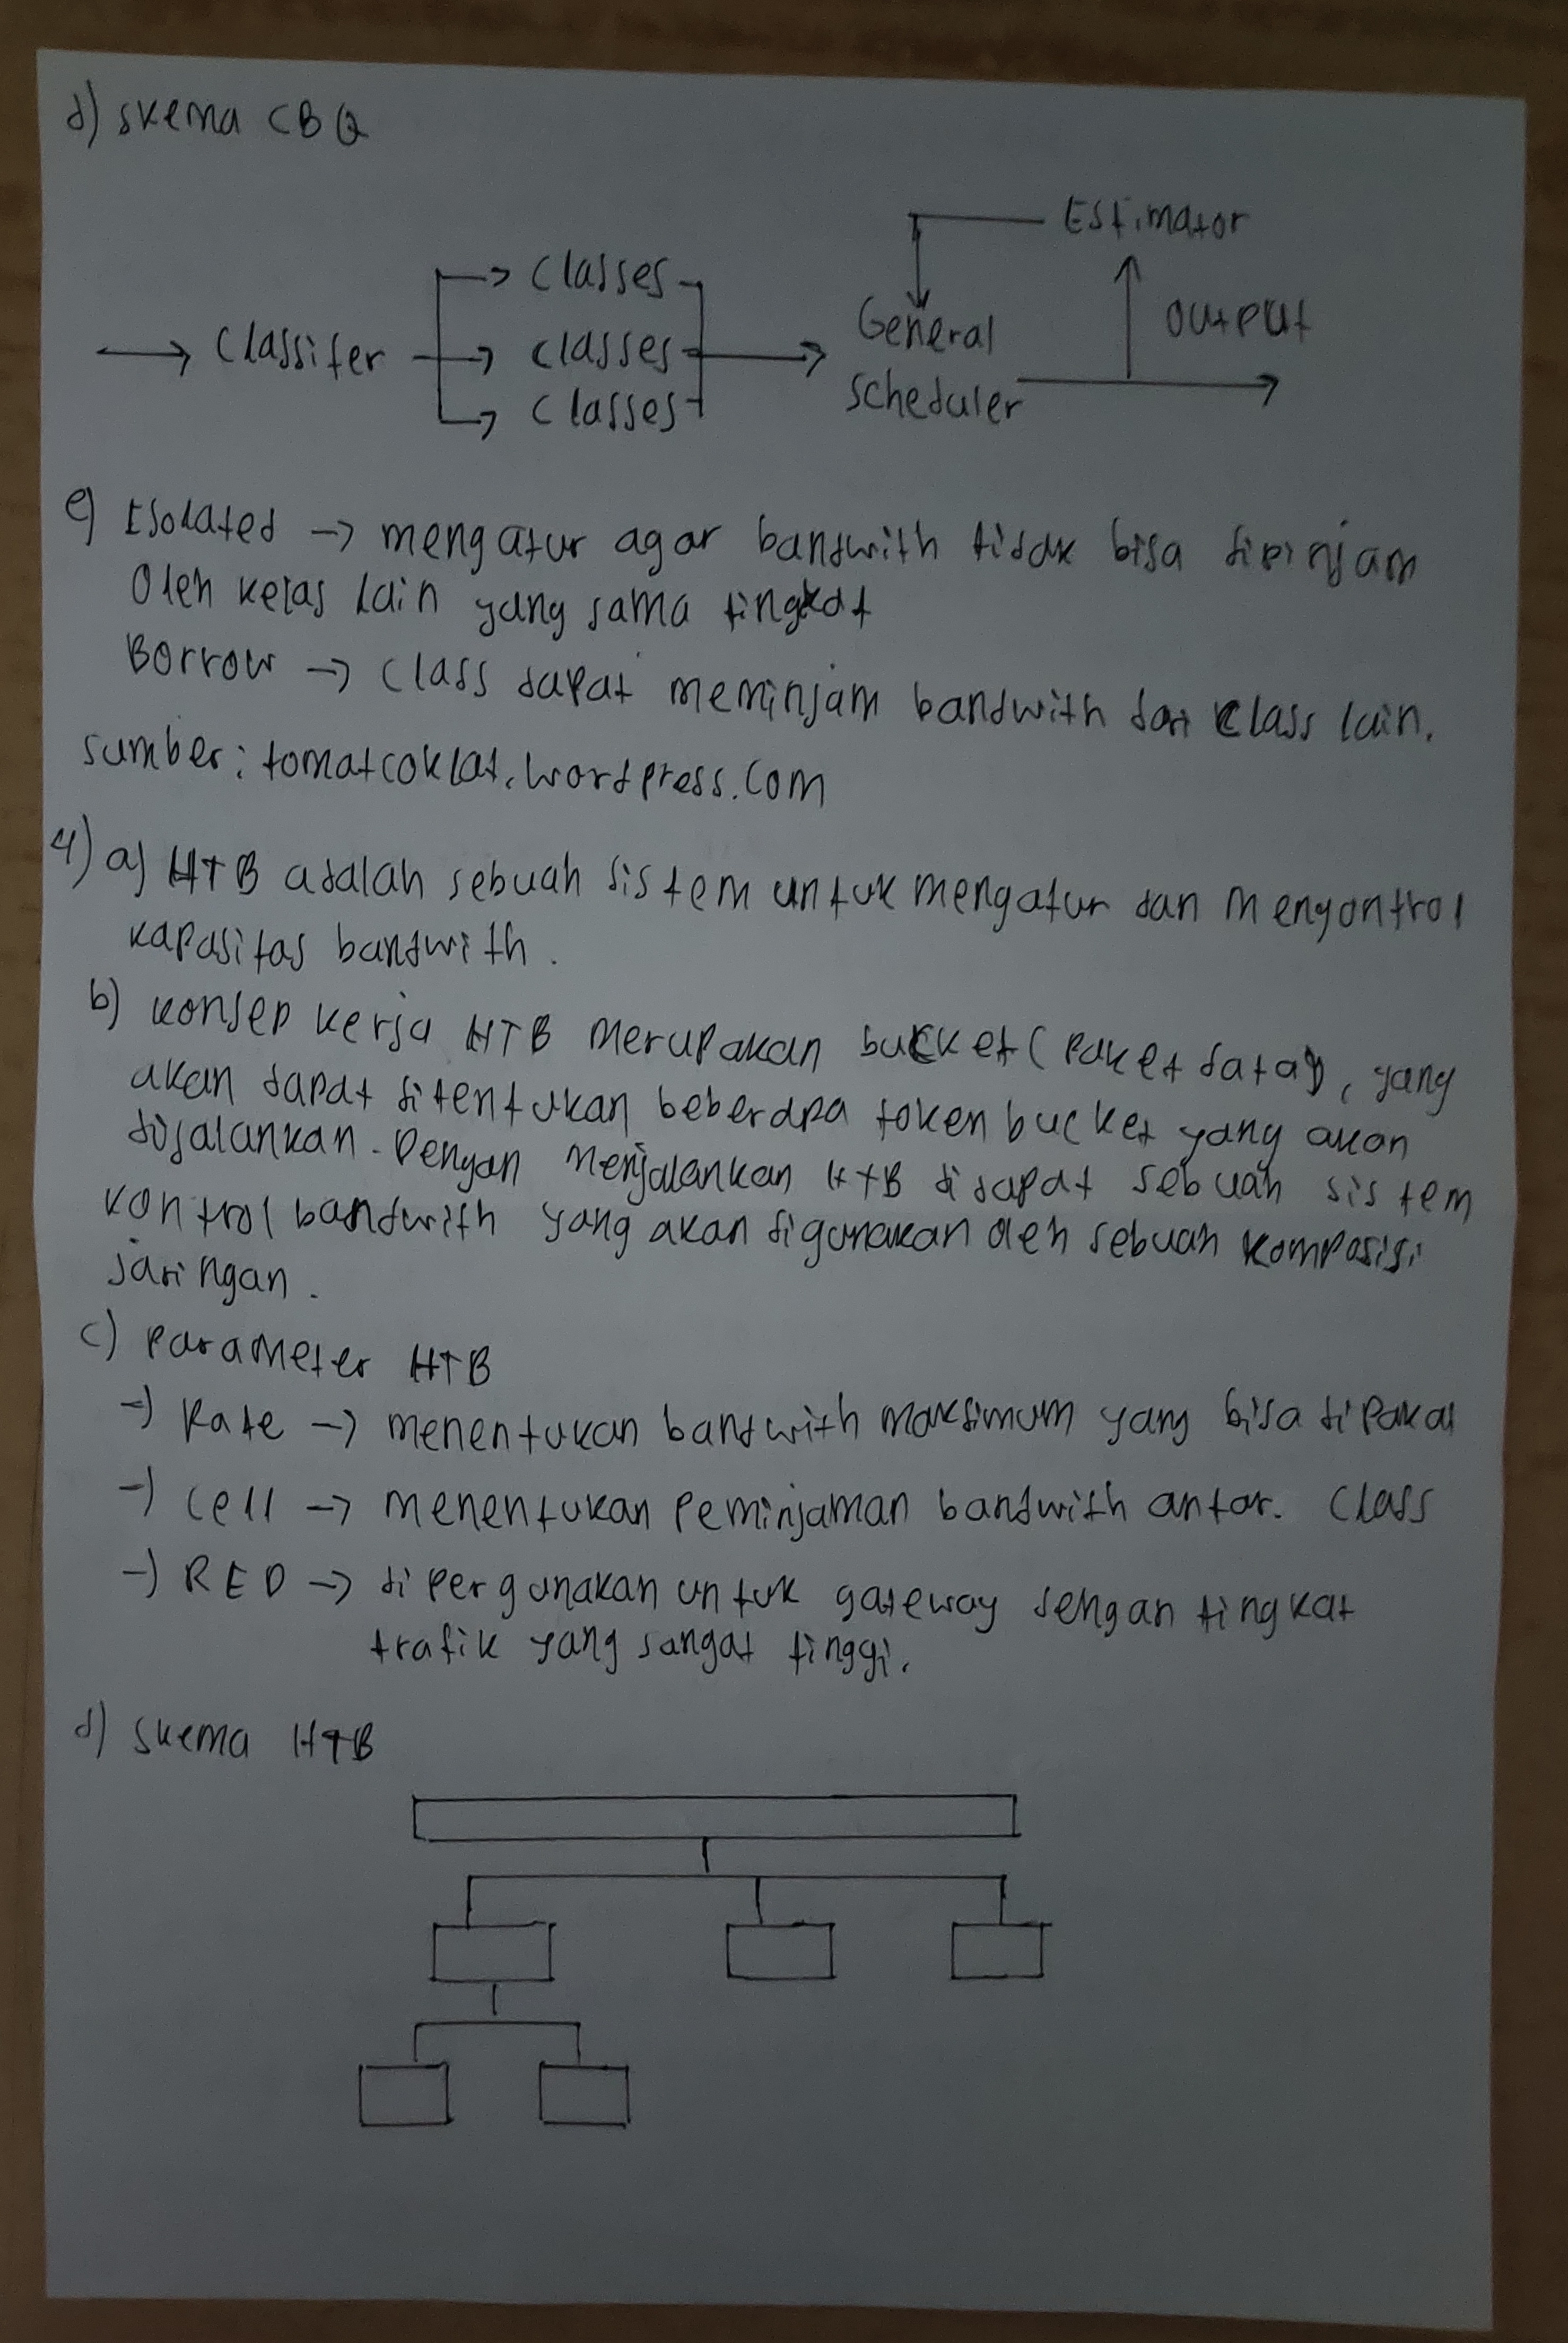 d) skema CBQ
Estimator
Classes
General
output
→ Classifer → classes →
scheduler
Classes
e) Isolated → mengatur agar bandwith tidak bisa dipinjam
Oleh kelas lain yang sama tingkat
Borrow → class dapat meminjam bandwith dari class lain.
sumber: tomatcoklat.wordpress.com
4) a) HTB adalah sebuah sistem untuk mengatur dan menyontrol
kapasitas bandwith.
b) konsep kerja HTB merupakan bucket (paket data), yang
akan dapat ditentukan beberapa token bucket yang akan
dijalankan. Dengan menjalankan HTB didapat sebuah sistem
kontrol bandwith yang akan digunakan oleh sebuah komposisi
jaringan.
c) Parameter HTB
-) Rate → menentukan bandwith maksimum yang bisa dipakai
-) Cell → menentukan peminjaman bandwith antar. Class
-) RED → dipergunakan untuk gateway dengan tingkat
trafik yang sangat tinggi.
d) skema HTB